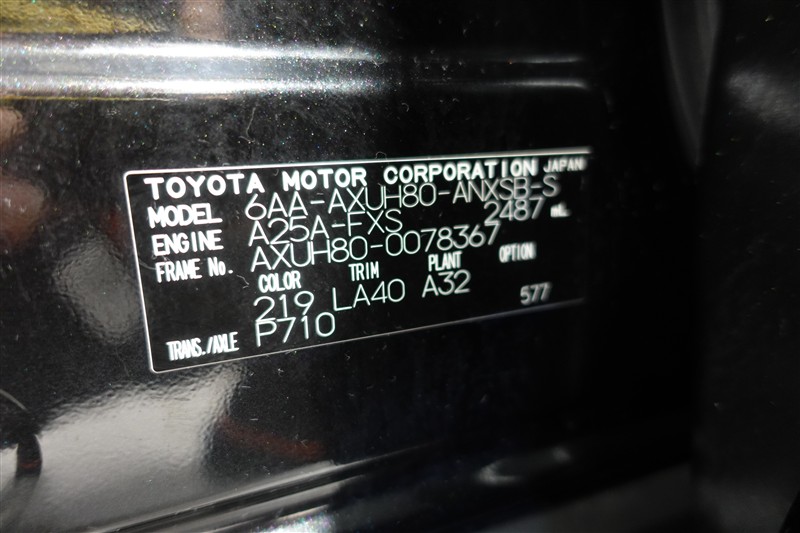 TOYOTA MOTOR CORPORATION JAPAN
MODEL 6AA-AXUH80-ANXSB-S
ENGINE A25A-FXS 2487 mL
FRAME No. AXUH80-0078367
COLOR TRIM PLANT OPTION
219 LA40 A32 577
TRANS./AXLE P710